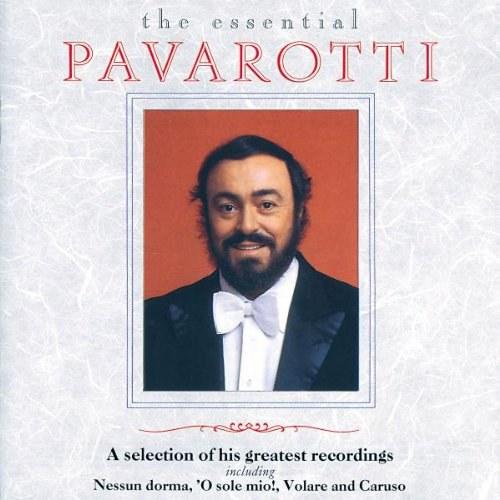 the essential
PAVAROTTI
A selection of his greatest recordings
including
Nessun dorma, 'O sole mio!, Volare and Caruso